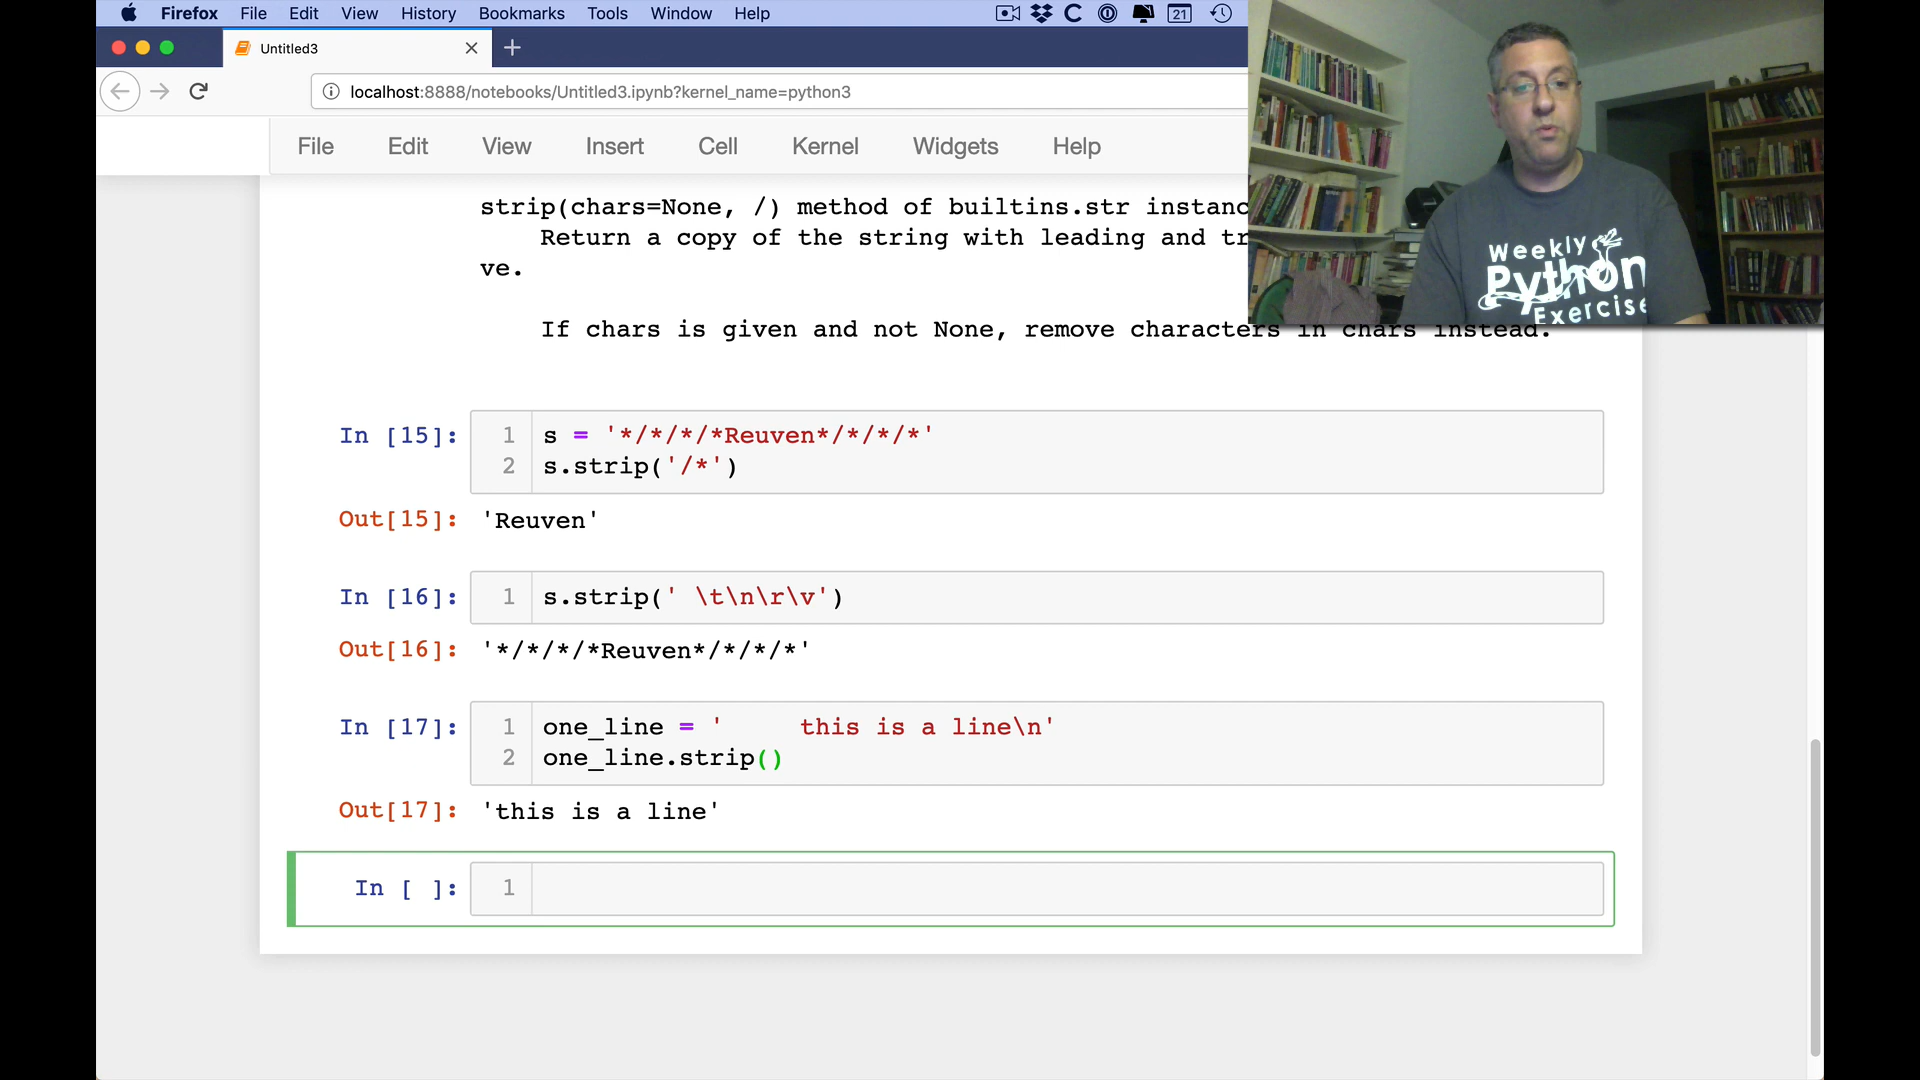 Firefox File Edit View History Bookmarks Tools Window Help 21
Untitled3
localhost:8888/notebooks/Untitled3.ipynb?kernel_name=python3
File Edit View Insert Cell Kernel Widgets Help
strip(chars=None, /) method of builtins.str
Return a copy of the string with leading and
ve.
If chars is given and not None, remove characters in chars instead.
Weekly
Python
Exercise
In [15]: 1 s = '*/*/*/*Reuven*/*/*/*'
2 s.strip('/*')
Out[15]: 'Reuven'
In [16]: 1 s.strip(' \t\n\r\v')
Out[16]: '*/*/*/*Reuven*/*/*/*'
In [17]: 1 one_line = '     this is a line\n'
2 one_line.strip()
Out[17]: 'this is a line'
In [ ]: 1